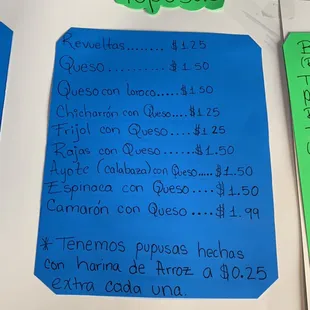 Pupusas
Revueltas........ $1.25
Queso.......... $1.50
Queso con loroco.....$1.50
Chicharrón con Queso....$1.25
Frijol con Queso.....$1.25
Rajas con Queso......$1.50
Ayote (calabaza) con Queso.....$1.50
Espinaca con Queso....$1.50
Camarón con Queso....$1.99
* Tenemos pupusas hechas
con harina de Arroz a $0.25
extra cada una.